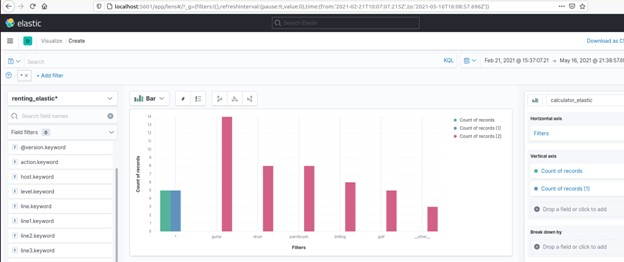 localhost:5601/app/lens#/?_g=(filters:!(),refreshInterval:(pause:!t,value:0),time:(from:'2021-02-21T10:07:07.215Z',to:'2021-05-16T16:08:57.696Z'))
elastic
Search Elastic
D
Visualize
Create
Download as CS
Search
KQL
Feb 21, 2021 @ 15:37:07.21
May 16, 2021 @ 21:38:57.69
+ Add filter
renting_elastic*
Search field names
Field filters 0
@version.keyword
action.keyword
host.keyword
level.keyword
line.keyword
line1.keyword
line2.keyword
line3.keyword
Bar
Count of records
14
13
12
11
10
9
8
7
6
5
4
3
2
1
0
*
guitar
drum
paintbrush
golf
Filters
Count of records
Count of records [1]
Count of records [2]
calculator_elastic
Horizontal axis
Filters
Vertical axis
Count of records
Count of records [1]
Drop a field or click to add
Break down by
Drop a field or click to add